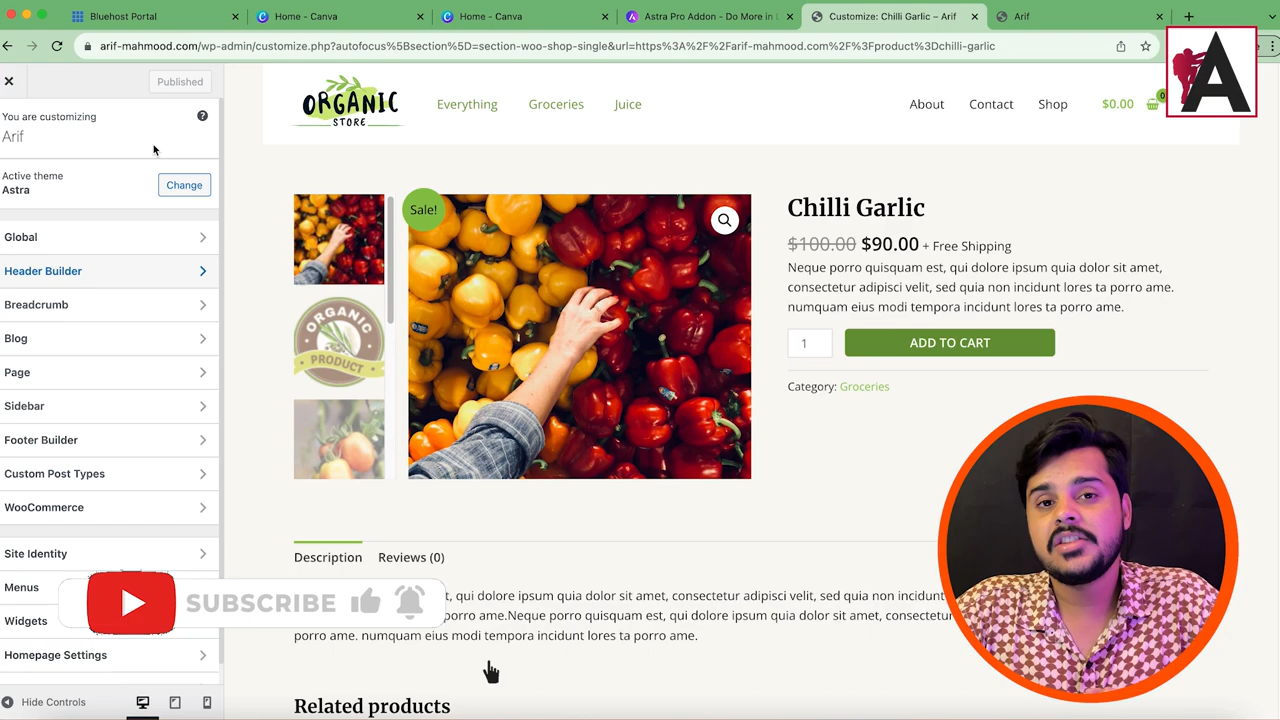 Bluehost Portal
Home - Canva
Home - Canva
Astra Pro Addon - Do More in L
Customize: Chilli Garlic – Arif
Arif
arif-mahmood.com/wp-admin/customize.php?autofocus%5Bsection%5D=section-woo-shop-single&url=https%3A%2F%2Farif-mahmood.com%2F%3Fproduct%3Dchilli-garlic
A
Published
You are customizing
Arif
Active theme
Astra
Change
Global
Header Builder
Breadcrumb
Blog
Page
Sidebar
Footer Builder
Custom Post Types
WooCommerce
Site Identity
Menus
Widgets
Homepage Settings
Hide Controls
ORGANIC
STORE
Everything
Groceries
Juice
About
Contact
Shop
$0.00
0
Sale!
ORGANIC
PRODUCT
Chilli Garlic
$100.00 $90.00 + Free Shipping
Neque porro quisquam est, qui dolore ipsum quia dolor sit amet,
consectetur adipisci velit, sed quia non incidunt lores ta porro ame.
numquam eius modi tempora incidunt lores ta porro ame.
1
ADD TO CART
Category: Groceries
Description
Reviews (0)
t, qui dolore ipsum quia dolor sit amet, consectetur adipisci velit, sed quia non incidunt
porro ame.Neque porro quisquam est, qui dolore ipsum quia dolor sit amet, consectetur
porro ame. numquam eius modi tempora incidunt lores ta porro ame.
SUBSCRIBE
Related products